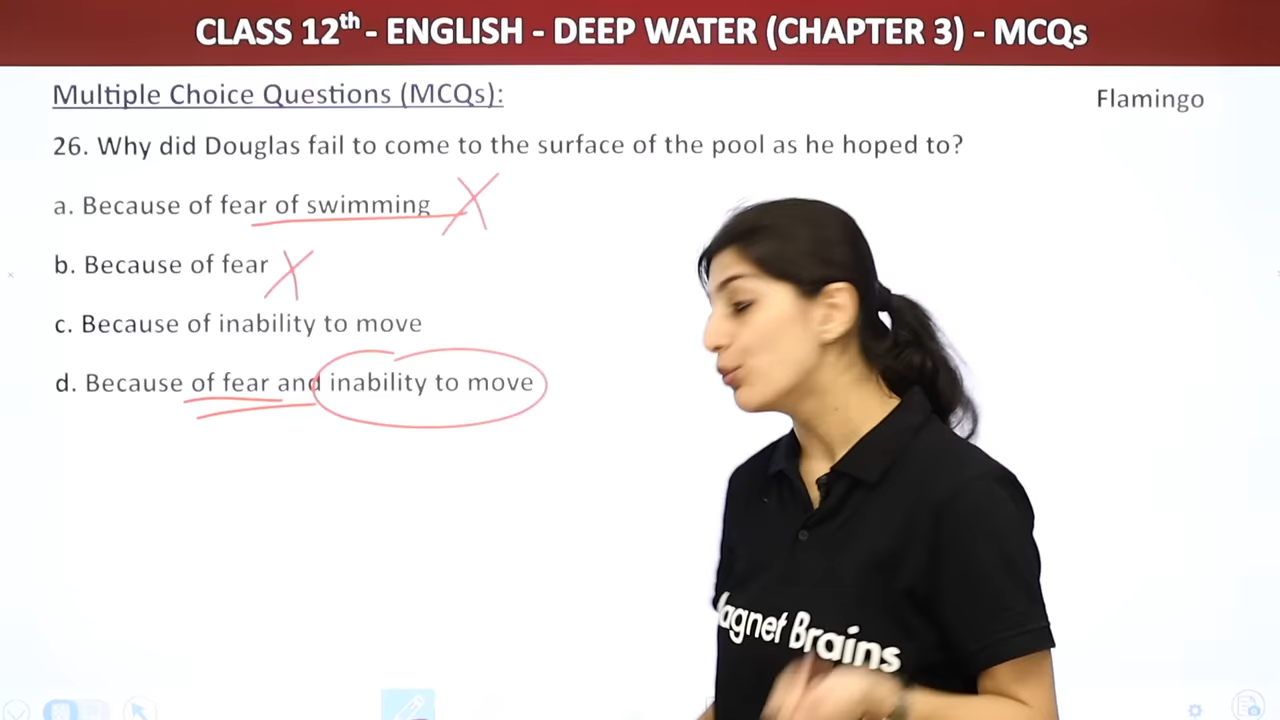 CLASS 12th - ENGLISH - DEEP WATER (CHAPTER 3) - MCQs
Multiple Choice Questions (MCQs):
Flamingo
26. Why did Douglas fail to come to the surface of the pool as he hoped to?
a. Because of fear of swimming
b. Because of fear
c. Because of inability to move
d. Because of fear and inability to move
Magnet Brains